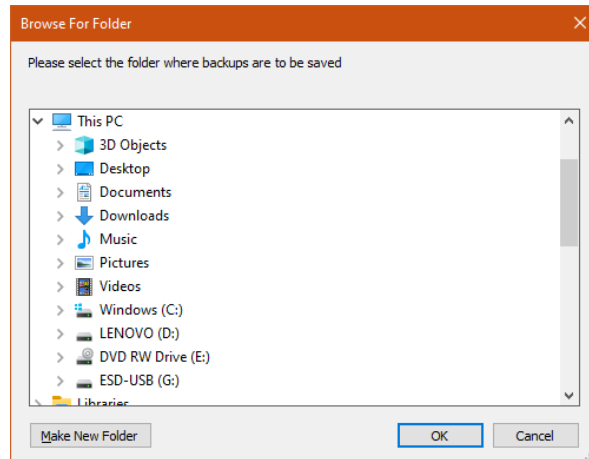 Browse For Folder
Please select the folder where backups are to be saved
This PC
3D Objects
Desktop
Documents
Downloads
Music
Pictures
Videos
Windows (C:)
LENOVO (D:)
DVD RW Drive (E:)
ESD-USB (G:)
Libraries
Make New Folder OK Cancel